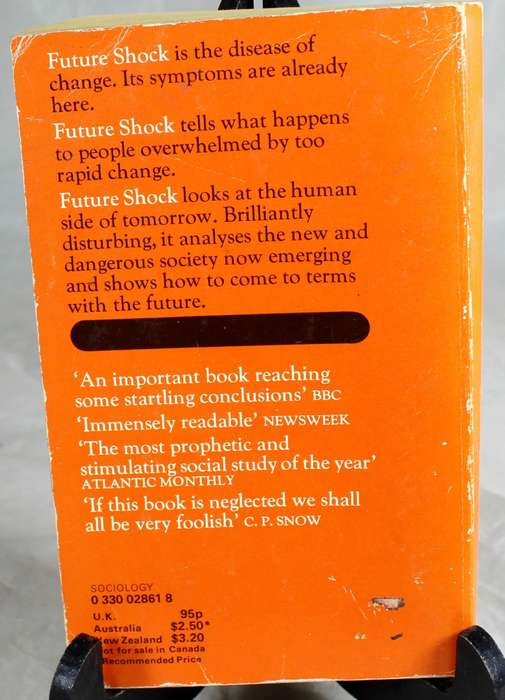 Future Shock is the disease of
change. Its symptoms are already
here.
Future Shock tells what happens
to people overwhelmed by too
rapid change.
Future Shock looks at the human
side of tomorrow. Brilliantly
disturbing, it analyses the new and
dangerous society now emerging
and shows how to come to terms
with the future.
'An important book reaching
some startling conclusions' BBC
'Immensely readable' NEWSWEEK
'The most prophetic and
stimulating social study of the year'
ATLANTIC MONTHLY
'If this book is neglected we shall
all be very foolish' C. P. SNOW
SOCIOLOGY
0 330 02861 8
U.K. 95p
Australia $2.50*
New Zealand $3.20
Not for sale in Canada
Recommended Price